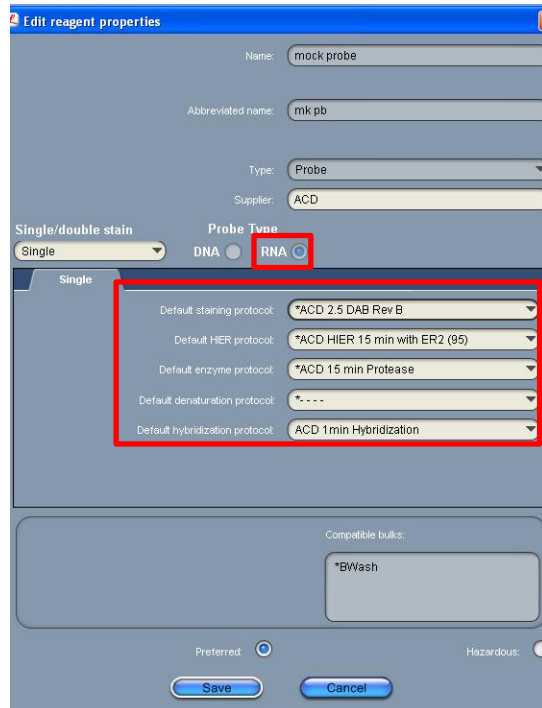 Edit reagent properties
Name: mock probe
Abbreviated name: mk pb
Type: Probe
Supplier: ACD
Single/double stain Probe Type
Single DNA RNA
Single
Default staining protocol: *ACD 2.5 DAB Rev B
Default HIER protocol: *ACD HIER 15 min with ER2 (95)
Default enzyme protocol: *ACD 15 min Protease
Default denaturation protocol: *- - - -
Default hybridization protocol: ACD 1min Hybridization
Compatible bulks:
*BWash
Preferred: Hazardous:
Save Cancel